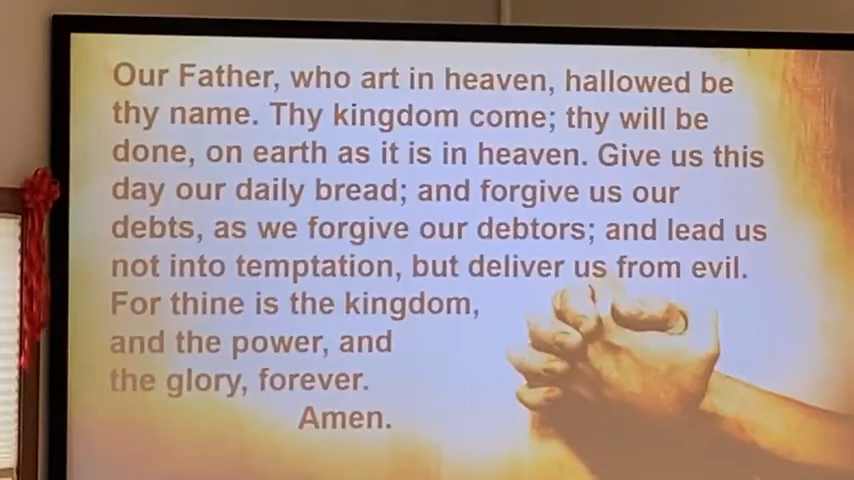 Our Father, who art in heaven, hallowed be
thy name. Thy kingdom come; thy will be
done, on earth as it is in heaven. Give us this
day our daily bread; and forgive us our
debts, as we forgive our debtors; and lead us
not into temptation, but deliver us from evil.
For thine is the kingdom,
and the power, and
the glory, forever.
Amen.